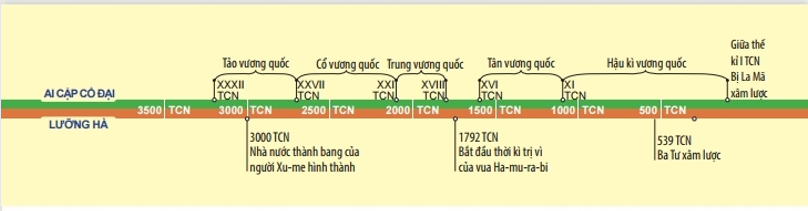 Tảo vương quốc
Cổ vương quốc
Trung vương quốc
Tân vương quốc
Hậu kì vương quốc
Giữa thế
kỉ I TCN
Bị La Mã
xâm lược
XXXII
TCN
XXVII
TCN
XXI
TCN
XVIII
TCN
XVI
TCN
XI
TCN
AI CẬP CỔ ĐẠI
3500 TCN
3000 TCN
2500 TCN
2000 TCN
1500 TCN
1000 TCN
500 TCN
LƯỠNG HÀ
3000 TCN
Nhà nước thành bang của
người Xu-me hình thành
1792 TCN
Bắt đầu thời kì trị vì
của vua Ha-mu-ra-bi
539 TCN
Ba Tư xâm lược